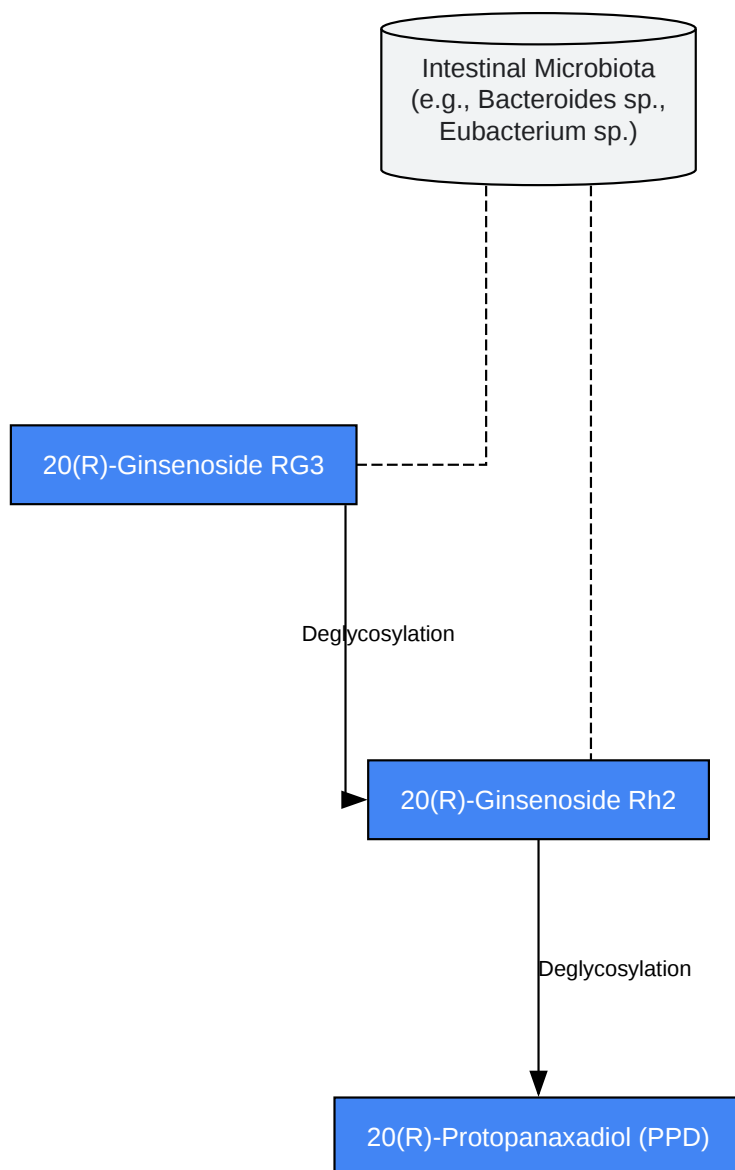 Intestinal Microbiota
(e.g., Bacteroides sp.,
Eubacterium sp.)
20(R)-Ginsenoside RG3
Deglycosylation
20(R)-Ginsenoside Rh2
Deglycosylation
20(R)-Protopanaxadiol (PPD)